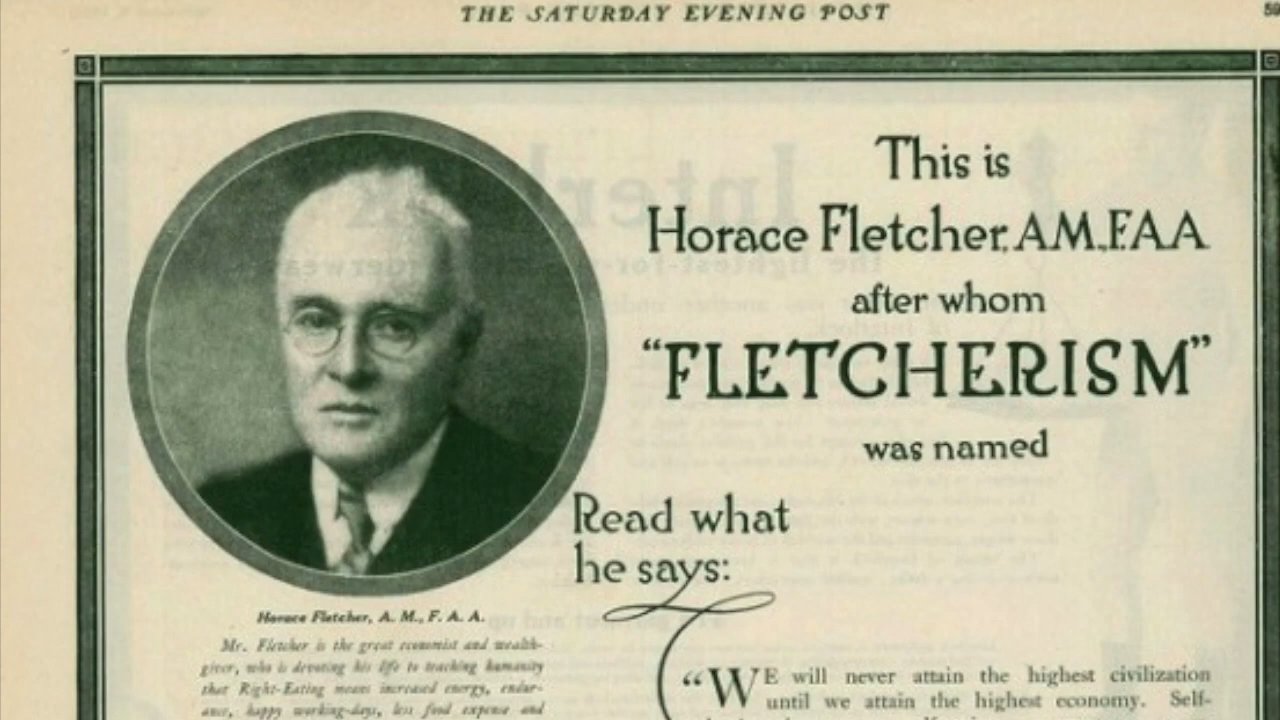 THE SATURDAY EVENING POST
59
This is
Horace Fletcher, A.M., F.A.A.
after whom
"FLETCHERISM"
was named
Read what
he says:
Horace Fletcher, A. M., F. A. A.
Mr. Fletcher is the great economist and wealth-
giver, who is devoting his life to teaching humanity
that Right-Eating means increased energy, endur-
ance, happy working-days, less food expense and
"WE will never attain the highest civilization
until we attain the highest economy. Self-